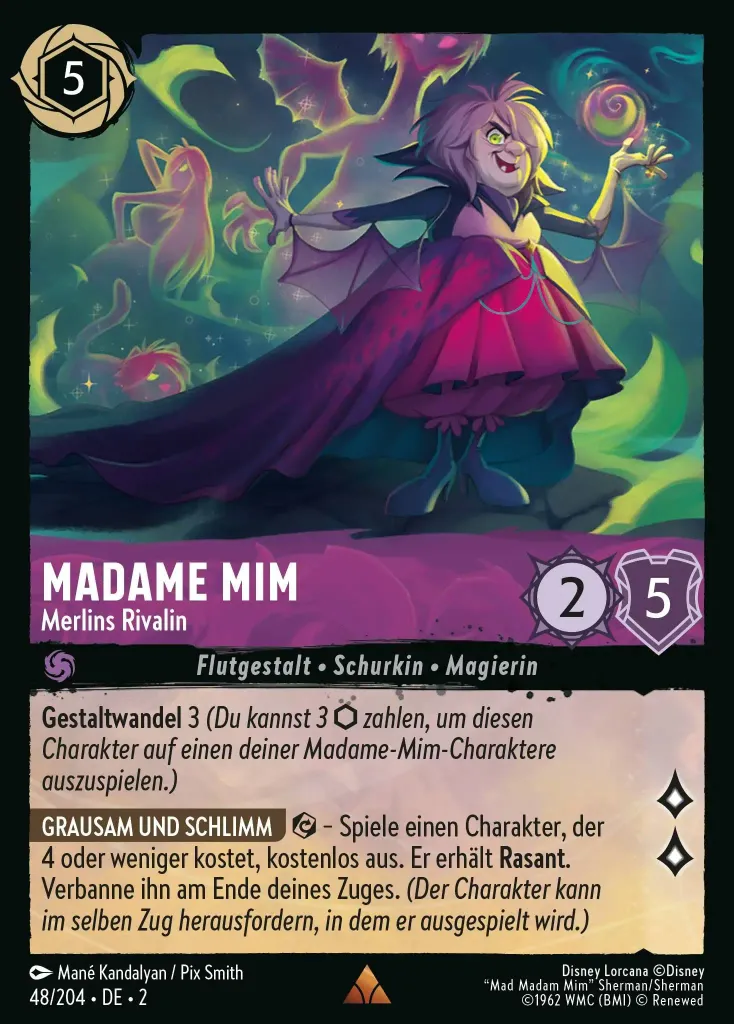 5
MADAME MIM
Merlins Rivalin
2
5
Flutgestalt • Schurkin • Magierin
Gestaltwandel 3 (Du kannst 3 zahlen, um diesen
Charakter auf einen deiner Madame-Mim-Charaktere
auszuspielen.)
GRAUSAM UND SCHLIMM – Spiele einen Charakter, der
4 oder weniger kostet, kostenlos aus. Er erhält Rasant.
Verbanne ihn am Ende deines Zuges. (Der Charakter kann
im selben Zug herausfordern, in dem er ausgespielt wird.)
Mané Kandalyan / Pix Smith
48/204 • DE • 2
Disney Lorcana ©Disney
“Mad Madam Mim” Sherman/Sherman
©1962 WMC (BMI) © Renewed